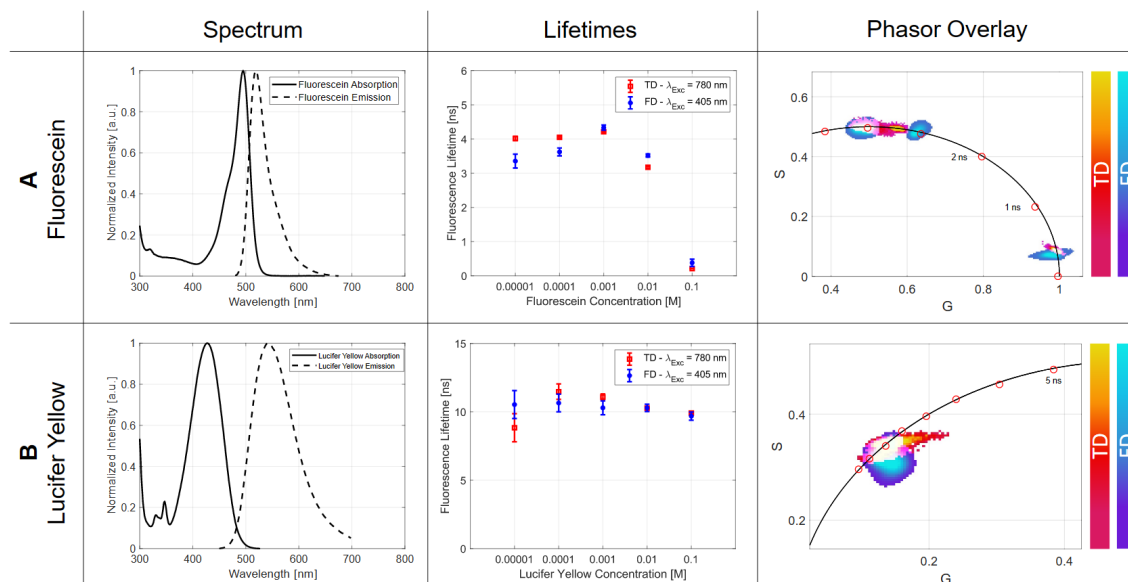 Spectrum
Lifetimes
Phasor Overlay
A
Fluorescein
Normalized Intensity [a.u.]
1
0.8
0.6
0.4
0.2
0
300 400 500 600 700 800
Wavelength [nm]
Fluorescein Absorption
Fluorescein Emission
Fluorescence Lifetime [ns]
6
5
4
3
2
1
0
0.00001 0.0001 0.001 0.01 0.1
Fluorescein Concentration [M]
TD - λExc = 780 nm
FD - λExc = 405 nm
S
0.6
0.4
0.2
0
0.4 0.6 0.8 1
G
2 ns
1 ns
TD
FD
B
Lucifer Yellow
Normalized Intensity [a.u.]
1
0.8
0.6
0.4
0.2
0
300 400 500 600 700 800
Wavelength [nm]
Lucifer Yellow Absorption
Lucifer Yellow Emission
Fluorescence Lifetime [ns]
15
10
5
0
0.00001 0.0001 0.001 0.01 0.1
Lucifer Yellow Concentration [M]
TD - λExc = 780 nm
FD - λExc = 405 nm
S
0.4
0.2
0.2 0.4
G
5 ns
TD
FD